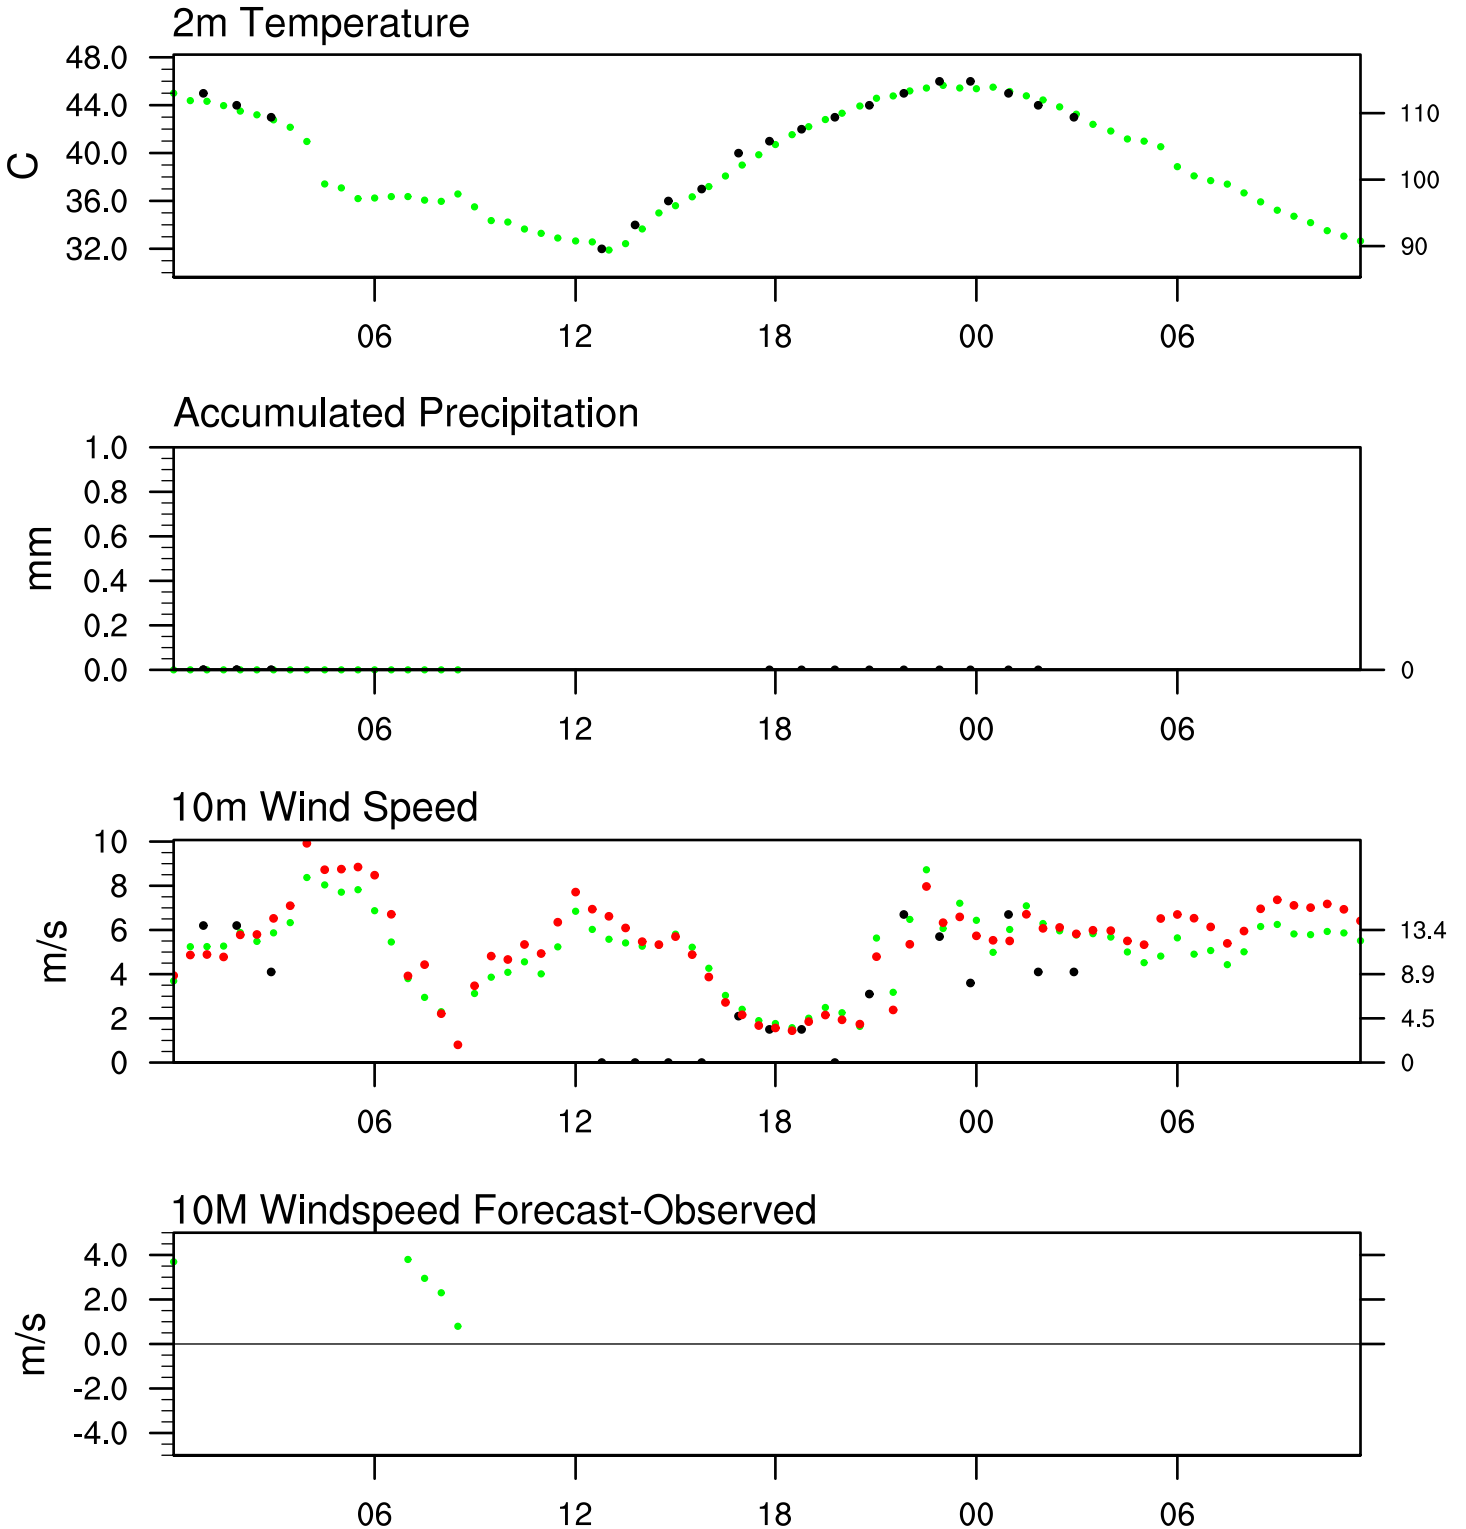 2m Temperature
48.0
44.0
40.0
36.0
32.0
C
110
100
90
06 12 18 00 06
Accumulated Precipitation
1.0
0.8
0.6
0.4
0.2
0.0
mm
0
06 12 18 00 06
10m Wind Speed
10
8
6
4
2
0
m/s
13.4
8.9
4.5
0
06 12 18 00 06
10M Windspeed Forecast-Observed
4.0
2.0
0.0
-2.0
-4.0
m/s
06 12 18 00 06